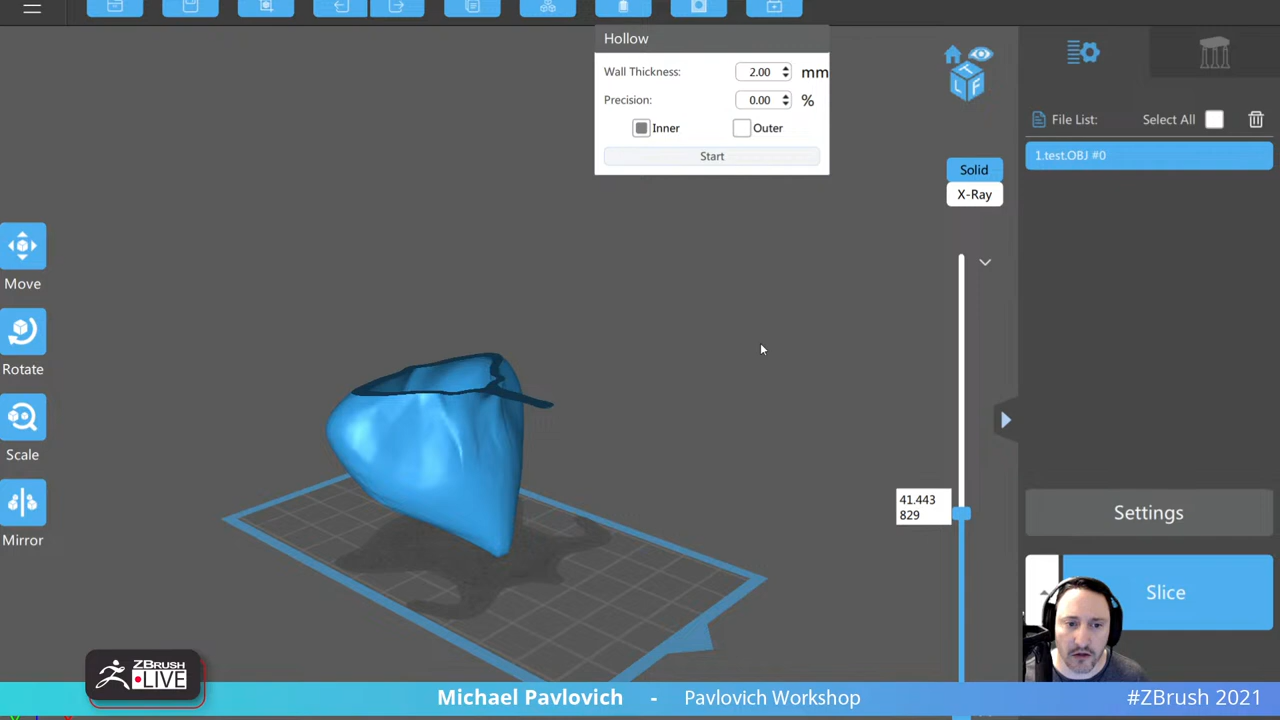 Hollow
Wall Thickness: 2.00 mm
Precision: 0.00 %
Inner Outer
Start
File List: Select All
1.test.OBJ #0
T
L F
Solid
X-Ray
Move
Rotate
Scale
Mirror
41.443
829
Settings
Slice
ZBRUSH
LIVE
Michael Pavlovich - Pavlovich Workshop #ZBrush 2021